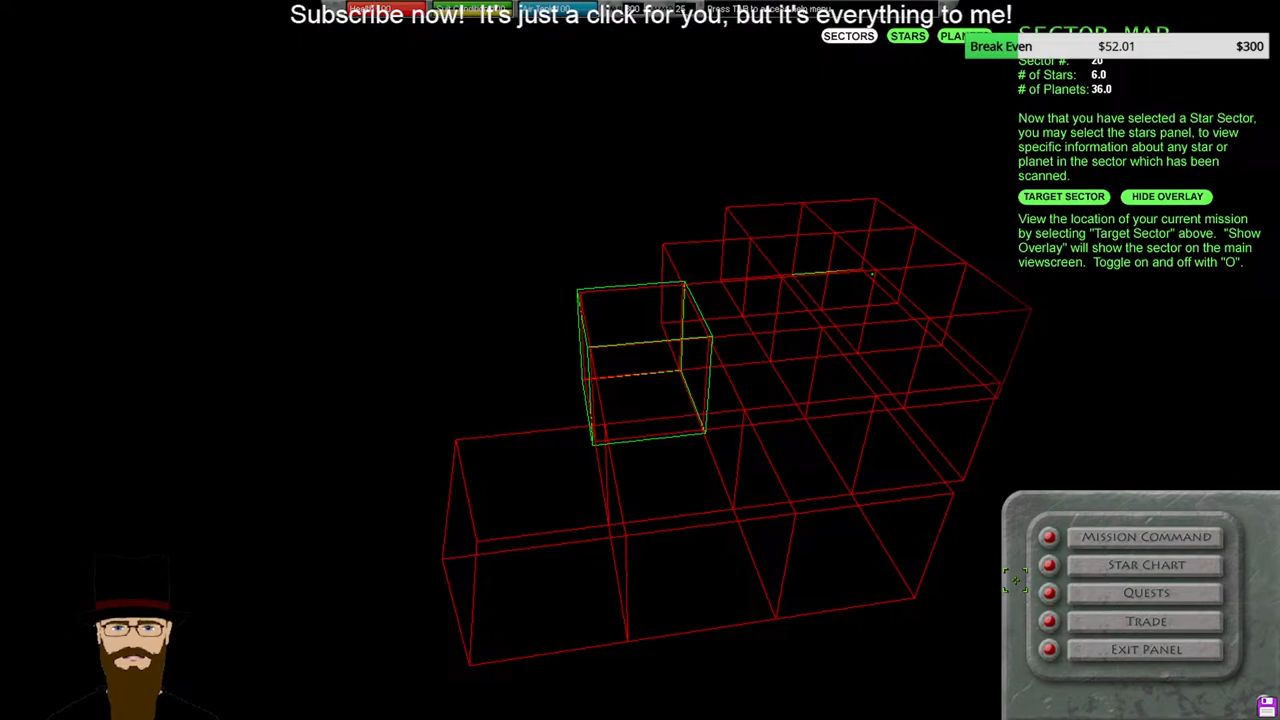 Subscribe now!  It's just a click for you, but it's everything to me!
SECTORS
STARS
SECTOR MAP
Break Even
$52.01
$300
Sector #: 20
# of Stars: 6.0
# of Planets: 36.0
Now that you have selected a Star Sector,
you may select the stars panel, to view
specific information about any star or
planet in the sector which has been
scanned.
TARGET SECTOR
HIDE OVERLAY
View the location of your current mission
by selecting "Target Sector" above.  "Show
Overlay" will show the sector on the main
viewscreen.  Toggle on and off with "O".
MISSION COMMAND
STAR CHART
QUESTS
TRADE
EXIT PANEL